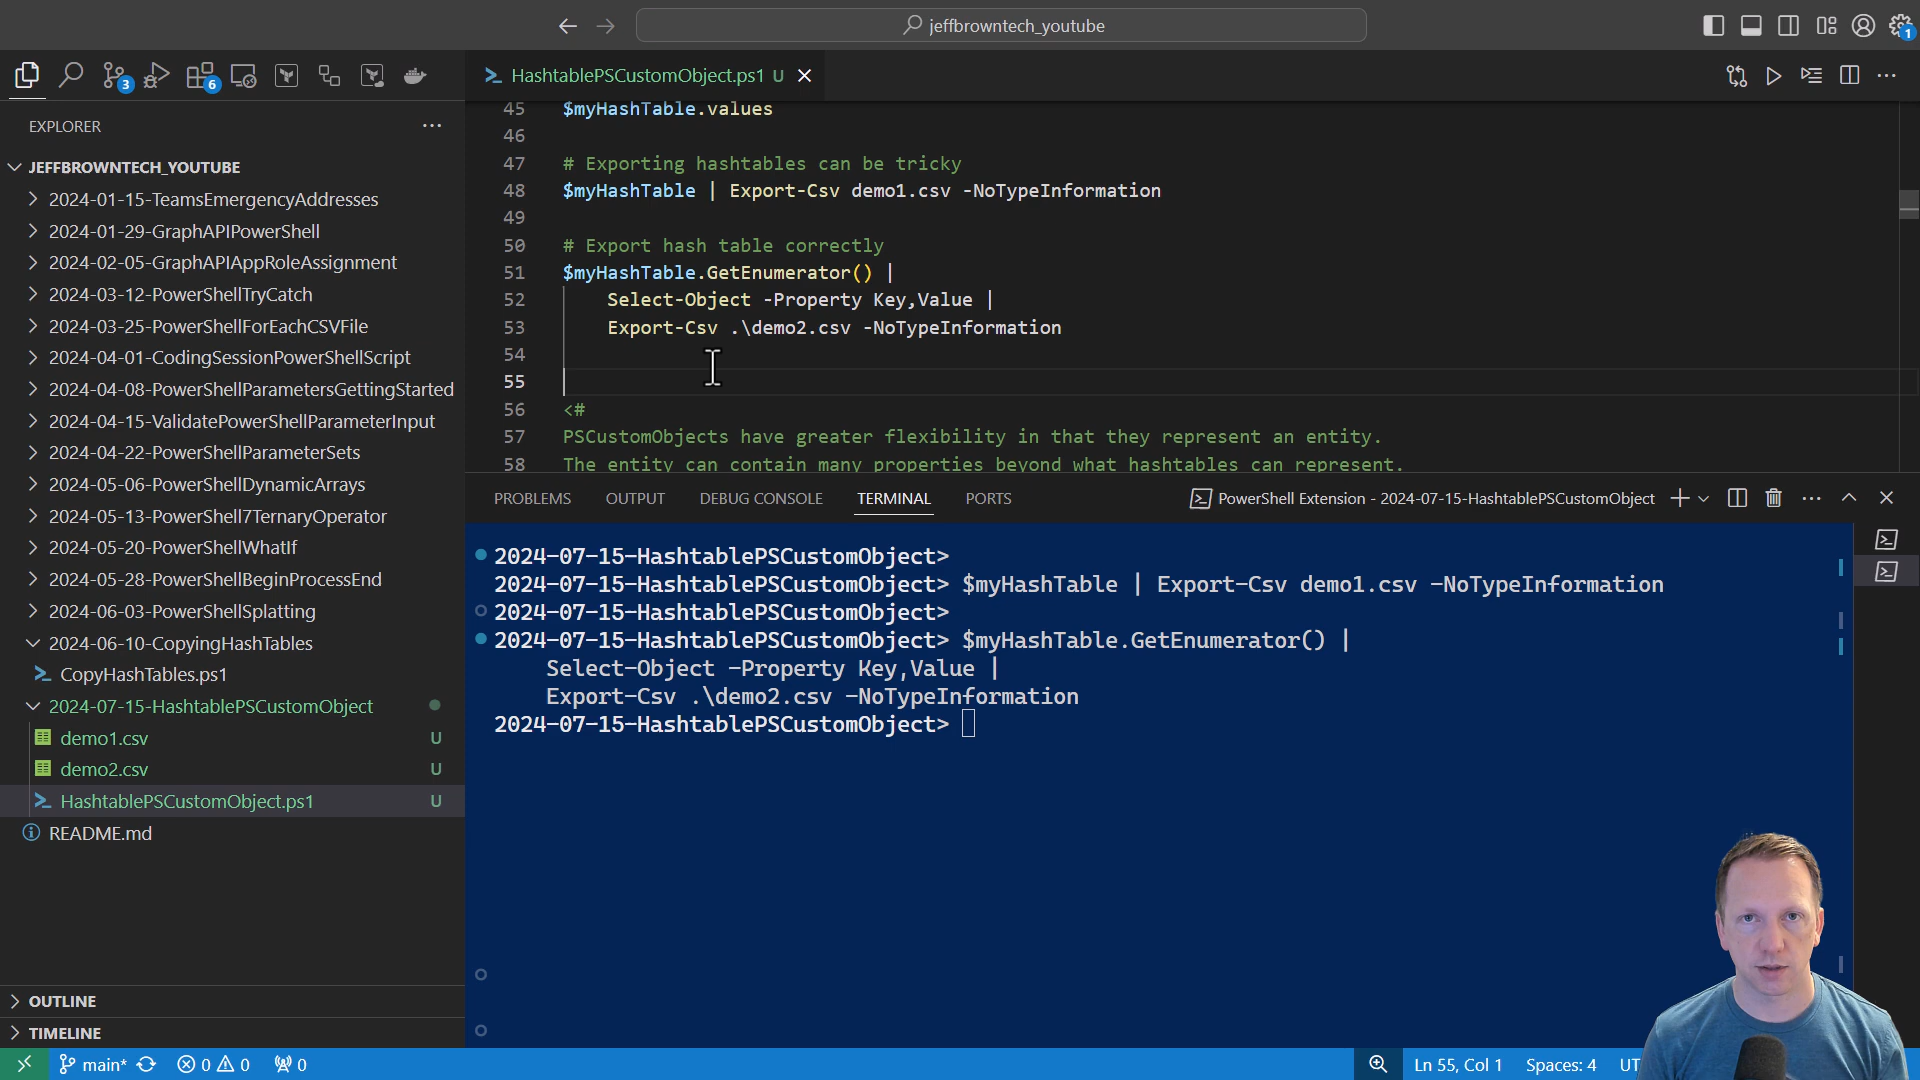 jeffbrowntech_youtube
1
3
6
HashtablePSCustomObject.ps1 U
EXPLORER
JEFFBROWNTECH_YOUTUBE
2024-01-15-TeamsEmergencyAddresses
2024-01-29-GraphAPIPowerShell
2024-02-05-GraphAPIAppRoleAssignment
2024-03-12-PowerShellTryCatch
2024-03-25-PowerShellForEachCSVFile
2024-04-01-CodingSessionPowerShellScript
2024-04-08-PowerShellParametersGettingStarted
2024-04-15-ValidatePowerShellParameterInput
2024-04-22-PowerShellParameterSets
2024-05-06-PowerShellDynamicArrays
2024-05-13-PowerShell7TernaryOperator
2024-05-20-PowerShellWhatIf
2024-05-28-PowerShellBeginProcessEnd
2024-06-03-PowerShellSplatting
2024-06-10-CopyingHashTables
CopyHashTables.ps1
2024-07-15-HashtablePSCustomObject
demo1.csv U
demo2.csv U
HashtablePSCustomObject.ps1 U
README.md
OUTLINE
TIMELINE
45 $myHashTable.values
46
47 # Exporting hashtables can be tricky
48 $myHashTable | Export-Csv demo1.csv -NoTypeInformation
49
50 # Export hash table correctly
51 $myHashTable.GetEnumerator() |
52 Select-Object -Property Key,Value |
53 Export-Csv .\demo2.csv -NoTypeInformation
54
55
56 <#
57 PSCustomObjects have greater flexibility in that they represent an entity.
58 The entity can contain many properties beyond what hashtables can represent.
PROBLEMS OUTPUT DEBUG CONSOLE TERMINAL PORTS PowerShell Extension - 2024-07-15-HashtablePSCustomObject
2024-07-15-HashtablePSCustomObject>
2024-07-15-HashtablePSCustomObject> $myHashTable | Export-Csv demo1.csv -NoTypeInformation
2024-07-15-HashtablePSCustomObject>
2024-07-15-HashtablePSCustomObject> $myHashTable.GetEnumerator() |
Select-Object -Property Key,Value |
Export-Csv .\demo2.csv -NoTypeInformation
2024-07-15-HashtablePSCustomObject>
main* 0 0 0 Ln 55, Col 1 Spaces: 4 UT